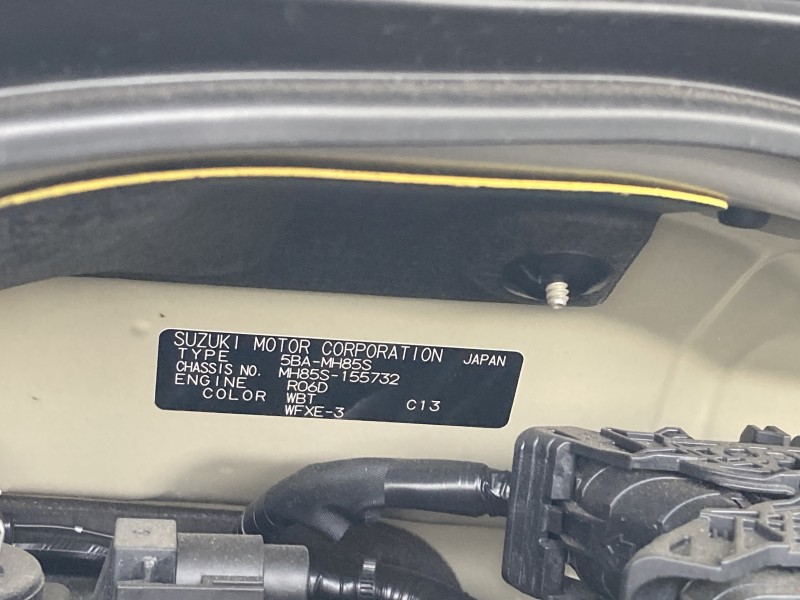 SUZUKI MOTOR CORPORATION JAPAN
TYPE 5BA-MH85S
CHASSIS NO. MH85S-155732
ENGINE R06D
COLOR WBT
WFXE-3 C13